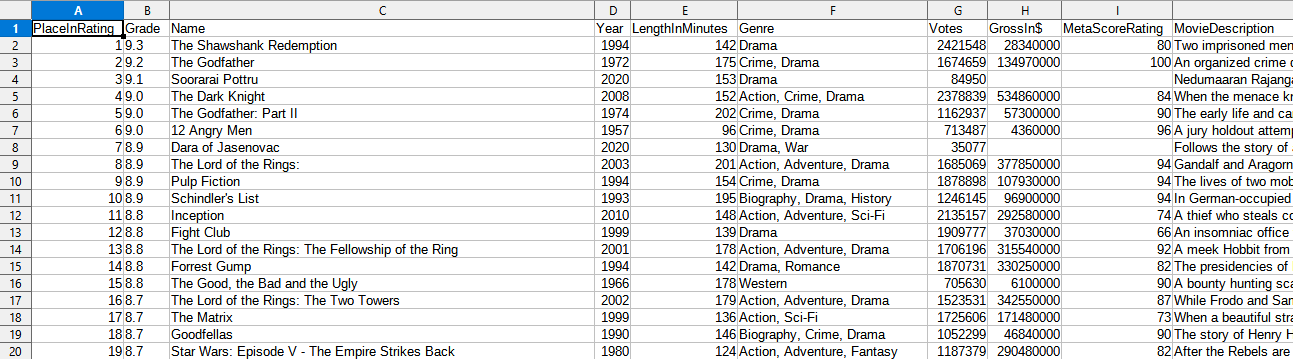 A B C D E F G H I
1 PlaceInRating Grade Name Year LengthInMinutes Genre Votes GrossIn$ MetaScoreRating MovieDescription
2 1 9.3 The Shawshank Redemption 1994 142 Drama 2421548 28340000 80 Two imprisoned men
3 2 9.2 The Godfather 1972 175 Crime, Drama 1674659 134970000 100 An organized crime
4 3 9.1 Soorarai Pottru 2020 153 Drama 84950 Nedumaaran Rajang
5 4 9.0 The Dark Knight 2008 152 Action, Crime, Drama 2378839 534860000 84 When the menace
6 5 9.0 The Godfather: Part II 1974 202 Crime, Drama 1162937 57300000 90 The early life and
7 6 9.0 12 Angry Men 1957 96 Crime, Drama 713487 4360000 96 A jury holdout attemp
8 7 8.9 Dara of Jasenovac 2020 130 Drama, War 35077 Follows the story of
9 8 8.9 The Lord of the Rings: 2003 201 Action, Adventure, Drama 1685069 377850000 94 Gandalf and Aragorn
10 9 8.9 Pulp Fiction 1994 154 Crime, Drama 1878898 107930000 94 The lives of two mob
11 10 8.9 Schindler's List 1993 195 Biography, Drama, History 1246145 96900000 94 In German-occupied
12 11 8.8 Inception 2010 148 Action, Adventure, Sci-Fi 2135157 292580000 74 A thief who steals
13 12 8.8 Fight Club 1999 139 Drama 1909777 37030000 66 An insomniac office
14 13 8.8 The Lord of the Rings: The Fellowship of the Ring 2001 178 Action, Adventure, Drama 1706196 315540000 92 A meek Hobbit from
15 14 8.8 Forrest Gump 1994 142 Drama, Romance 1870731 330250000 82 The presidencies of
16 15 8.8 The Good, the Bad and the Ugly 1966 178 Western 705630 6100000 90 A bounty hunting
17 16 8.7 The Lord of the Rings: The Two Towers 2002 179 Action, Adventure, Drama 1523531 342550000 87 While Frodo and Sam
18 17 8.7 The Matrix 1999 136 Action, Sci-Fi 1725606 171480000 73 When a beautiful
19 18 8.7 Goodfellas 1990 146 Biography, Crime, Drama 1052299 46840000 90 The story of Henry H
20 19 8.7 Star Wars: Episode V - The Empire Strikes Back 1980 124 Action, Adventure, Fantasy 1187379 290480000 82 After the Rebels are